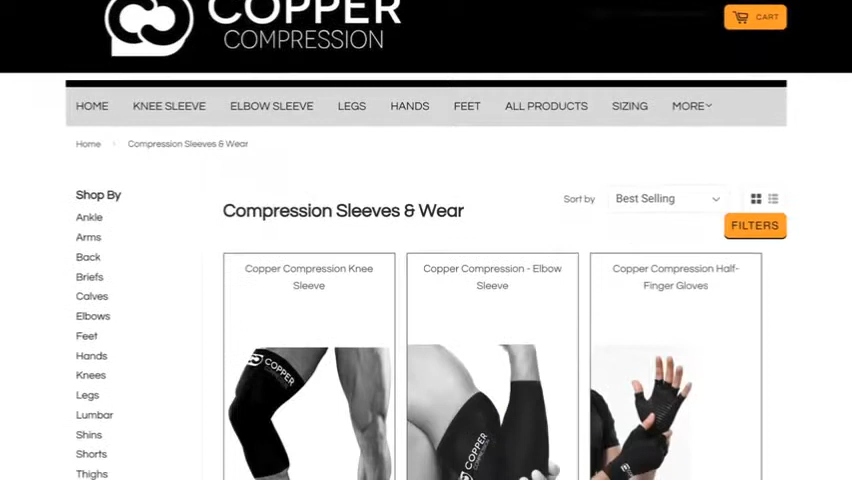 COPPER
COMPRESSION
CART
HOME KNEE SLEEVE ELBOW SLEEVE LEGS HANDS FEET ALL PRODUCTS SIZING MORE
Home Compression Sleeves & Wear
Shop By
Ankle
Arms
Back
Briefs
Calves
Elbows
Feet
Hands
Knees
Legs
Lumbar
Shins
Shorts
Thighs
Compression Sleeves & Wear
Sort by Best Selling
FILTERS
Copper Compression Knee
Sleeve
COPPER
COMPRESSION
Copper Compression - Elbow
Sleeve
COPPER
COMPRESSION
Copper Compression Half-
Finger Gloves